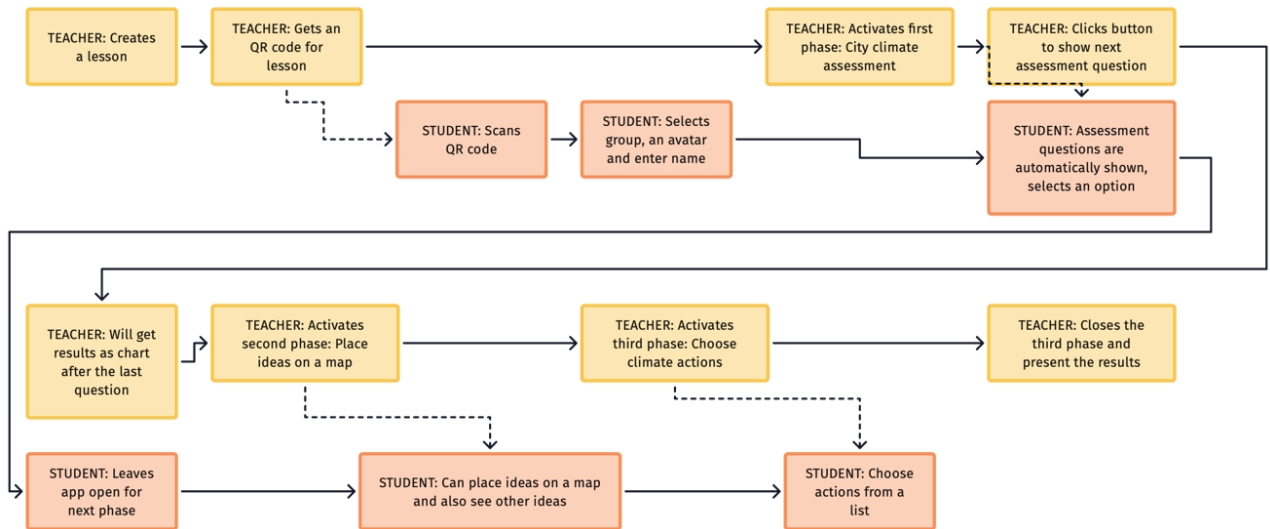 TEACHER: Creates
a lesson
TEACHER: Gets an
QR code for
lesson
TEACHER: Activates first
phase: City climate
assessment
TEACHER: Clicks button
to show next
assessment question
STUDENT: Scans
QR code
STUDENT: Selects
group, an avatar
and enter name
STUDENT: Assessment
questions are
automatically shown,
selects an option
TEACHER: Will get
results as chart
after the last
question
TEACHER: Activates
second phase: Place
ideas on a map
TEACHER: Activates
third phase: Choose
climate actions
TEACHER: Closes the
third phase and
present the results
STUDENT: Leaves
app open for
next phase
STUDENT: Can place ideas on a map
and also see other ideas
STUDENT: Choose
actions from a
list